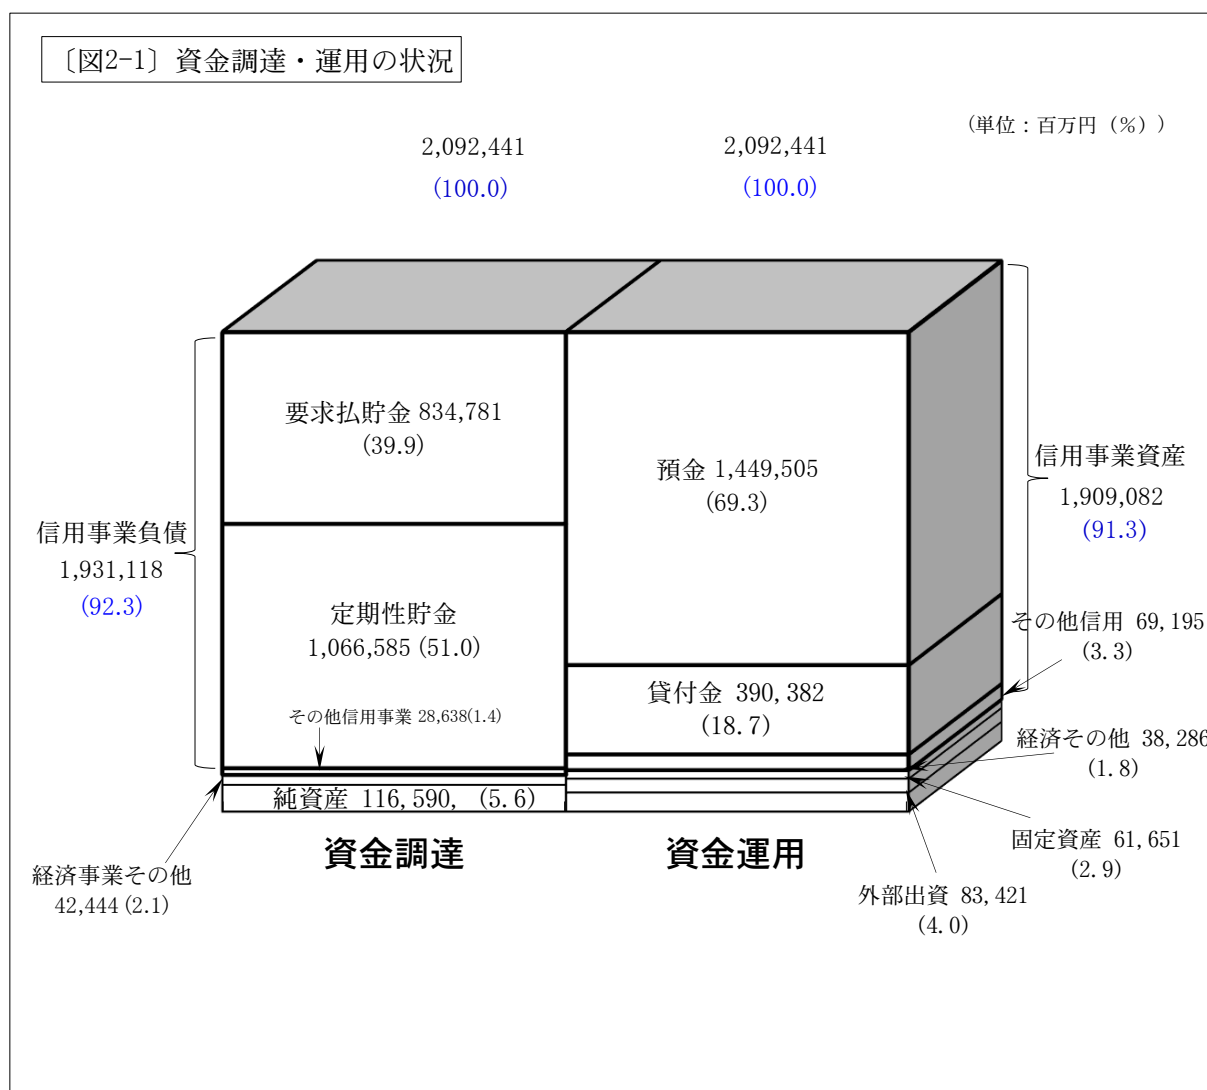 〔図2-1〕資金調達・運用の状況
(単位：百万円（％）)
2,092,441
(100.0)
2,092,441
(100.0)
要求払貯金 834,781
(39.9)
預金 1,449,505
(69.3)
信用事業資産
1,909,082
(91.3)
信用事業負債
1,931,118
(92.3)
定期性貯金
1,066,585 (51.0)
その他信用 69,195
(3.3)
貸付金 390,382
(18.7)
その他信用事業 28,638(1.4)
経済その他 38,286
(1.8)
純資産 116,590, (5.6)
資金調達
資金運用
固定資産 61,651
(2.9)
経済事業その他
42,444 (2.1)
外部出資 83,421
(4.0)